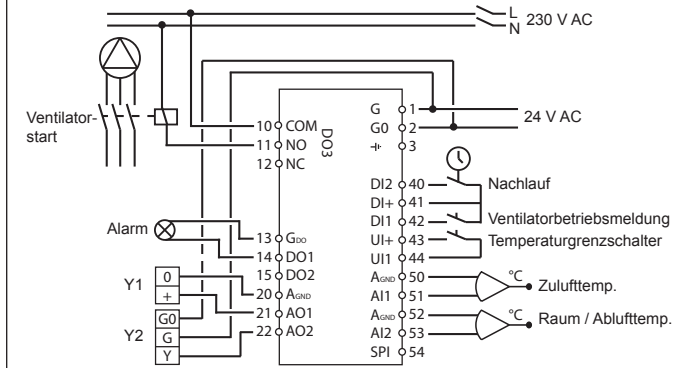 L
N 230 V AC
Ventilator-
start
G 1
G0 2
3
24 V AC
10 COM
11 NO
12 NC
DO3
DI2 40 Nachlauf
DI+ 41
DI1 42 Ventilatorbetriebsmeldung
UI+ 43 Temperaturgrenzschalter
UI1 44
Alarm
13 GDO
14 DO1
15 DO2
20 AGND
21 AO1
22 AO2
Y1 0
+
Y2 G0
G
Y
AGND 50 °C
AI1 51 Zulufttemp.
AGND 52 °C
AI2 53 Raum / Ablufttemp.
SPI 54